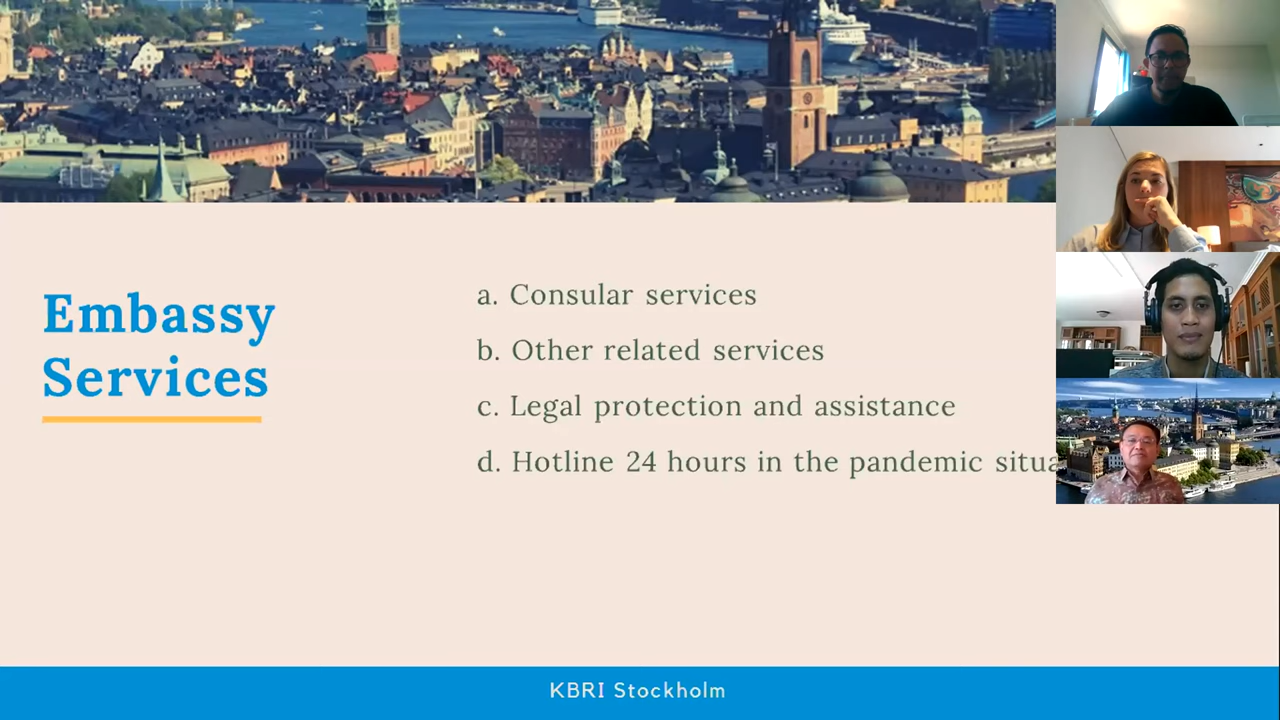 Embassy
Services
a. Consular services
b. Other related services
c. Legal protection and assistance
d. Hotline 24 hours in the pandemic
KBRI Stockholm